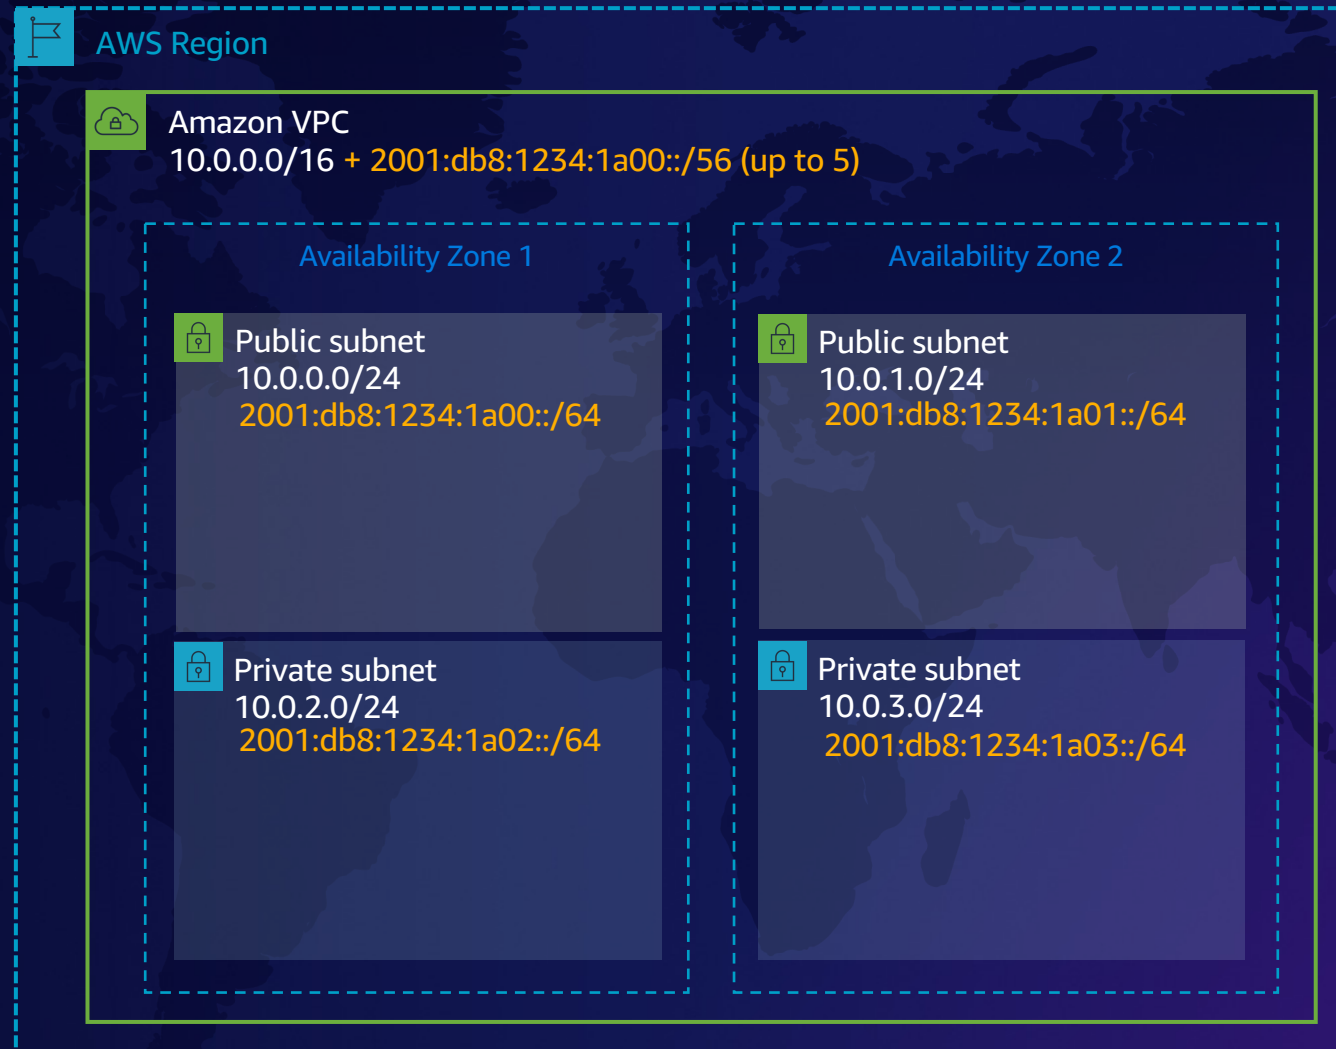 AWS Region
Amazon VPC
10.0.0.0/16 + 2001:db8:1234:1a00::/56 (up to 5)
Availability Zone 1
Public subnet
10.0.0.0/24
2001:db8:1234:1a00::/64
Private subnet
10.0.2.0/24
2001:db8:1234:1a02::/64
Availability Zone 2
Public subnet
10.0.1.0/24
2001:db8:1234:1a01::/64
Private subnet
10.0.3.0/24
2001:db8:1234:1a03::/64